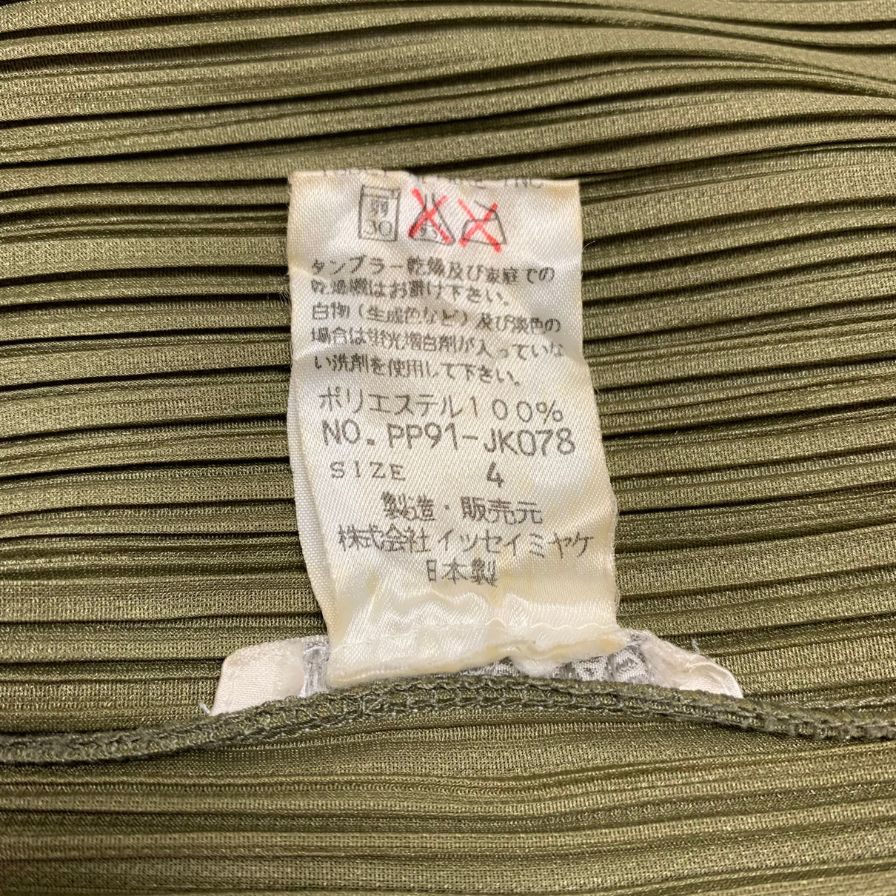 弱
30
タンブラー乾燥及び家庭での
乾燥機はお避け下さい。
白物(生成色など)及び淡色の
場合は蛍光増白剤が入っていな
い洗剤を使用して下さい。
ポリエステル100%
NO. PP91-JK078
SIZE 4
製造・販売元
株式会社イッセイミヤケ
日本製